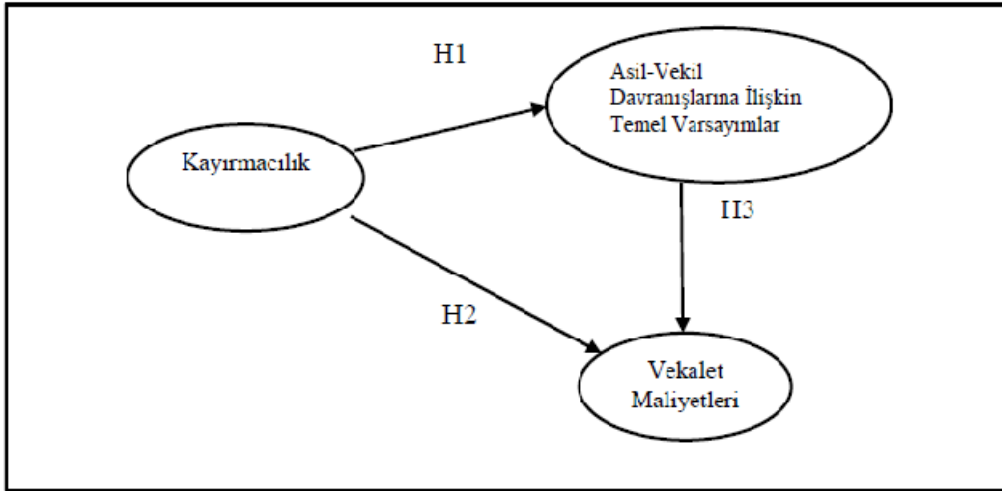 H1
Asil-Vekil
Davranışlarına İlişkin
Temel Varsayımlar
Kayırmacılık
H3
H2
Vekalet
Maliyetleri